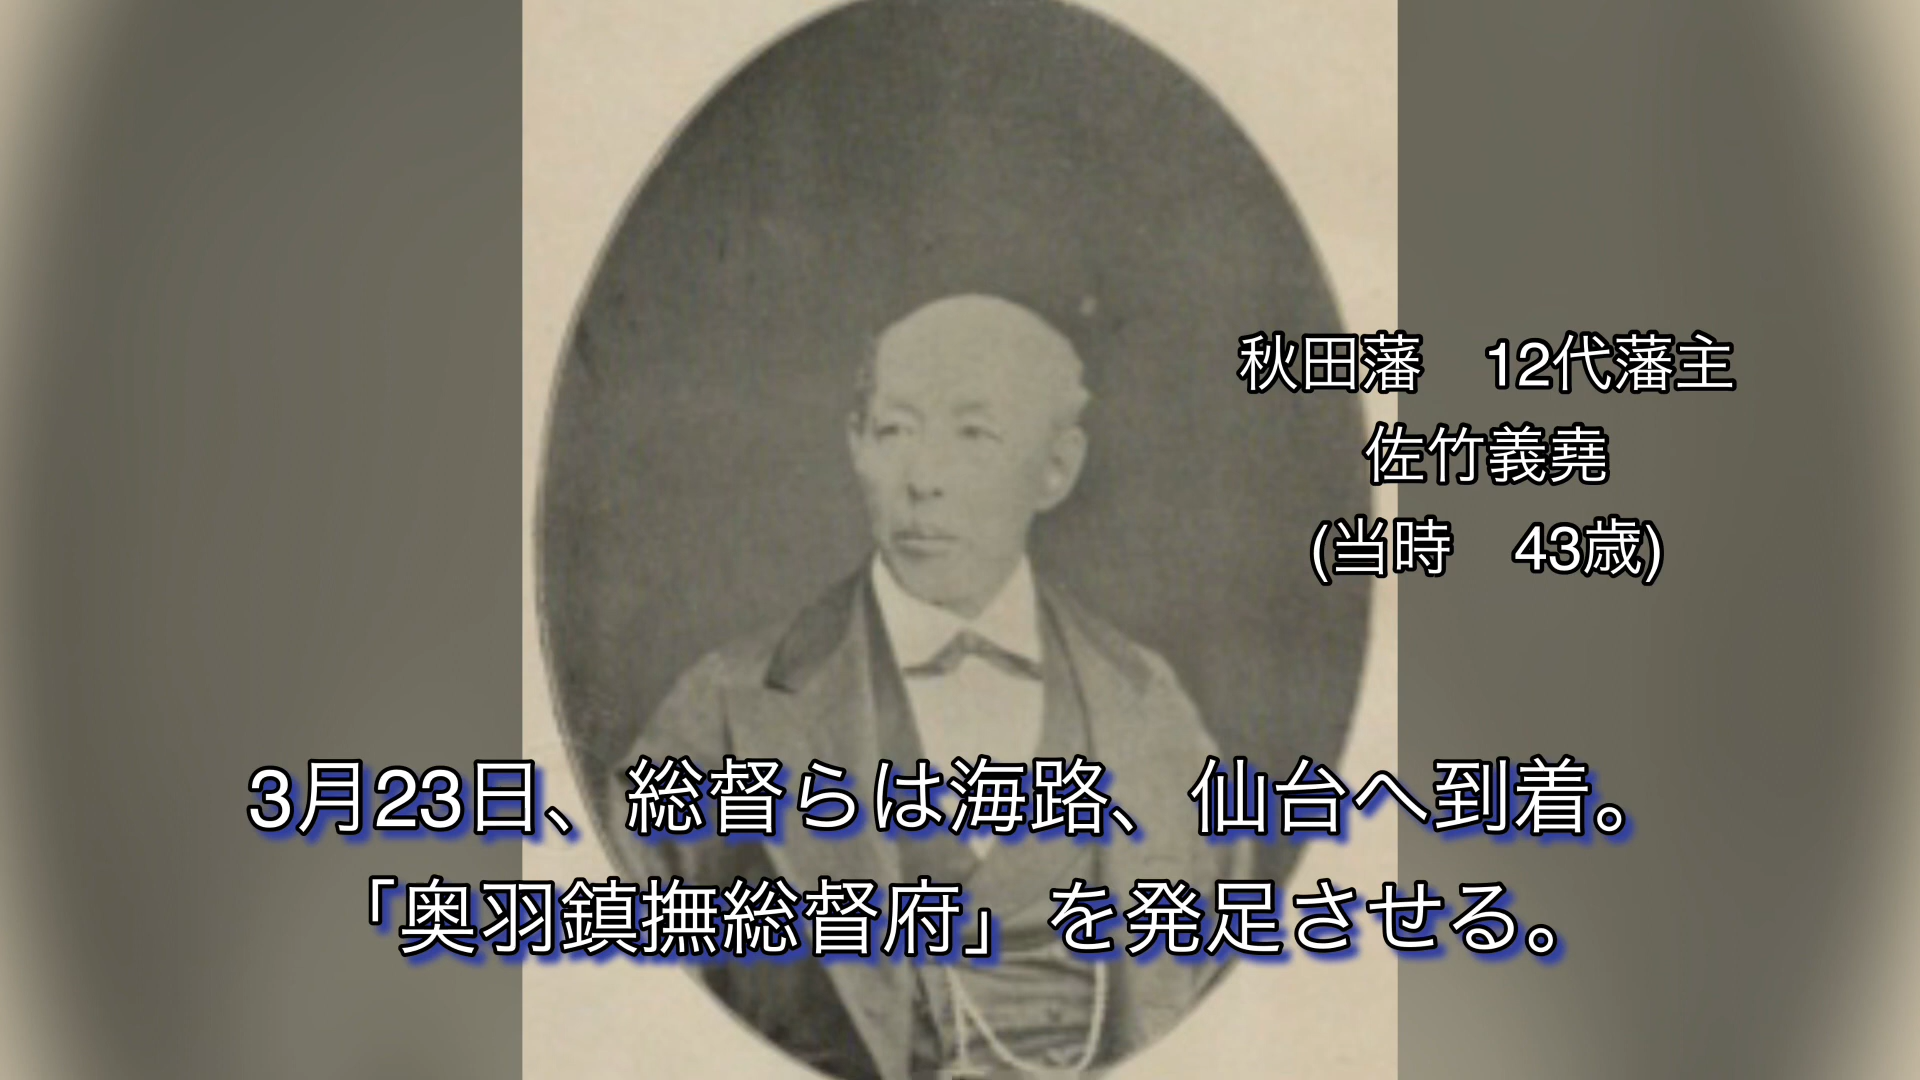 秋田藩　12代藩主
佐竹義堯
(当時　43歳)
3月23日、総督らは海路、仙台へ到着。
「奥羽鎮撫総督府」を発足させる。